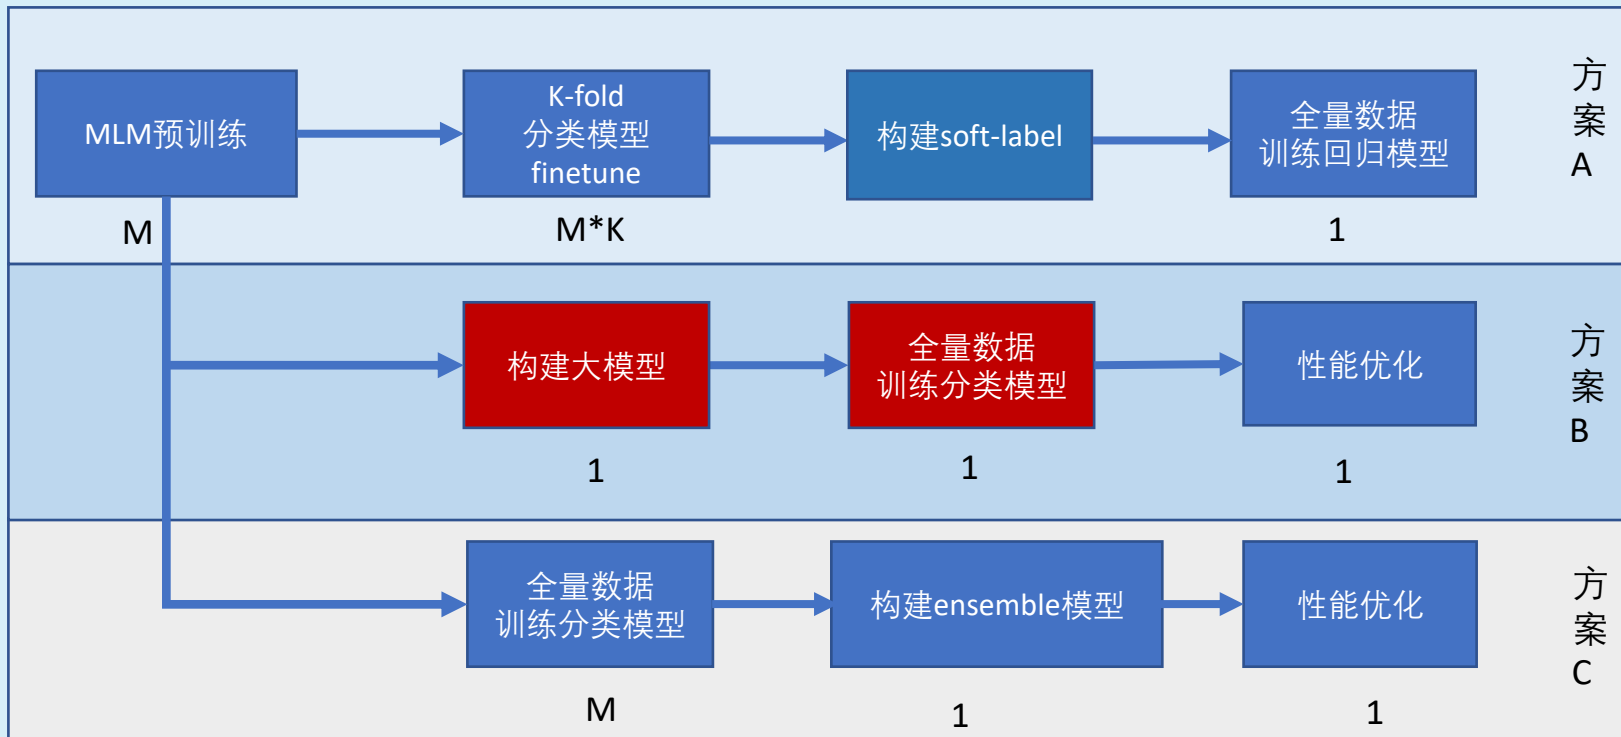 MLM预训练
K-fold
分类模型
finetune
构建soft-label
全量数据
训练回归模型
方
案
A
M
M*K
1
构建大模型
全量数据
训练分类模型
性能优化
方
案
B
1
1
1
全量数据
训练分类模型
构建ensemble模型
性能优化
方
案
C
M
1
1